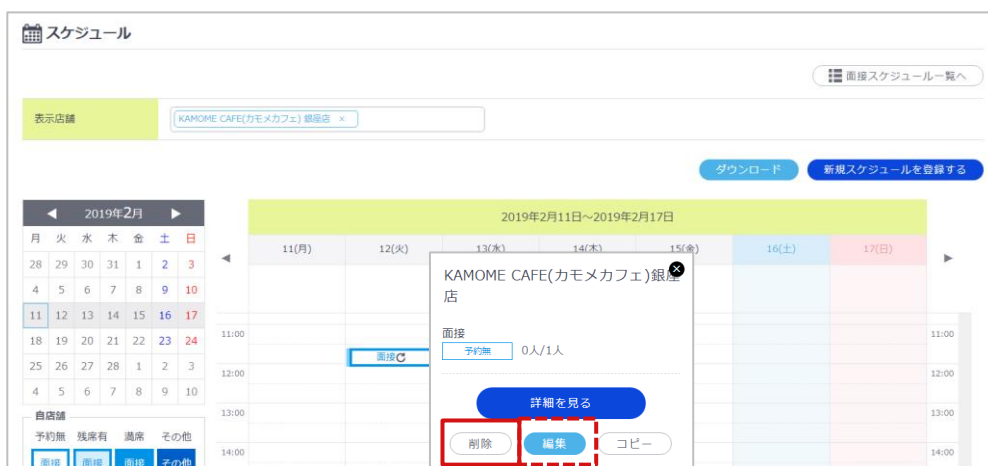 スケジュール
面接スケジュール一覧へ
表示店舗
KAMOME CAFE(カモメカフェ) 銀座店 ×
ダウンロード
新規スケジュールを登録する
◀ 2019年2月 ▶
2019年2月11日～2019年2月17日
月 火 水 木 金 土 日
28 29 30 31 1 2 3
4 5 6 7 8 9 10
11 12 13 14 15 16 17
18 19 20 21 22 23 24
25 26 27 28 1 2 3
4 5 6 7 8 9 10
◀ 11(月) 12(火) 13(水) 14(木) 15(金) 16(土) 17(日) ▶
11:00 11:00
面接
12:00 12:00
13:00 13:00
14:00 14:00
KAMOME CAFE(カモメカフェ)銀座
店
面接
予約無 0人/1人
詳細を見る
削除 編集 コピー
自店舗
予約無 残席有 満席 その他
面接 面接 面接 その他